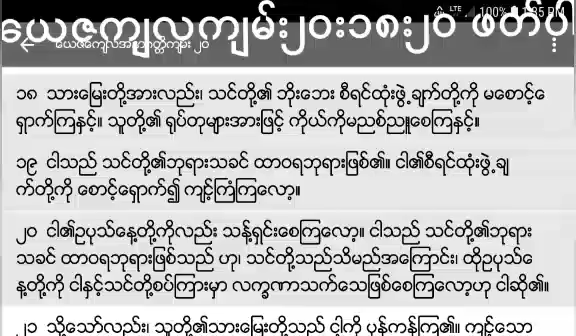 ယေဇကျလကျမ်း၂၀း၁၈း၂၀ ဖတ်ပါ
LTE 100% 1:35 PM
၁၈ သားမြေးတို့အားလည်း၊ သင်တို့၏ ဘိုးဘေး စီရင်ထုံးဖွဲ့ချက်တို့ကို မစောင့်ရှေ
ရှာက်ကြနှင့်။ သူတို့၏ ရုပ်တုများအားဖြင့် ကိုယ်ကိုမညစ်ညူးစေကြနှင့်။
၁၉ ငါသည် သင်တို့၏ဘုရားသခင် ထာဝရဘုရားဖြစ်၏။ ငါ၏စီရင်ထုံးဖွဲ့ချ
က်တို့ကို စောင့်ရှောက်၍ ကျင့်ကြံကြလော့။
၂၀ ငါ၏ဥပုသ်နေ့တို့ကိုလည်း သန့်ရှင်းစေကြလော့။ ငါသည် သင်တို့၏ဘုရား
သခင် ထာဝရဘုရားဖြစ်သည် ဟု၊ သင်တို့သည်သိမည်အကြောင်း၊ ထိုဥပုသ်နေ
န့တို့ကို ငါနှင့်သင်တို့စပ်ကြားမှာ လက္ခဏာသက်သေဖြစ်စေကြလော့ဟု ငါဆို၏။
၂၁ သို့သော်လည်း၊ သူတို့၏သားမြေးတို့သည် ငါ့ကို ပုန်ကန်ကြ၏။ ကျင့်သော